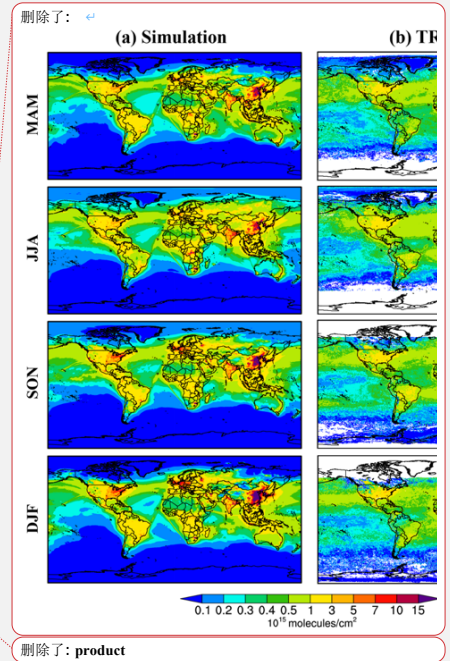 删除了: ↵
(a) Simulation
(b) TR
MAM
JJA
SON
DJF
0.1 0.2 0.3 0.4 0.5 1 3 5 7 10 15
10¹⁵ molecules/cm²
删除了: product